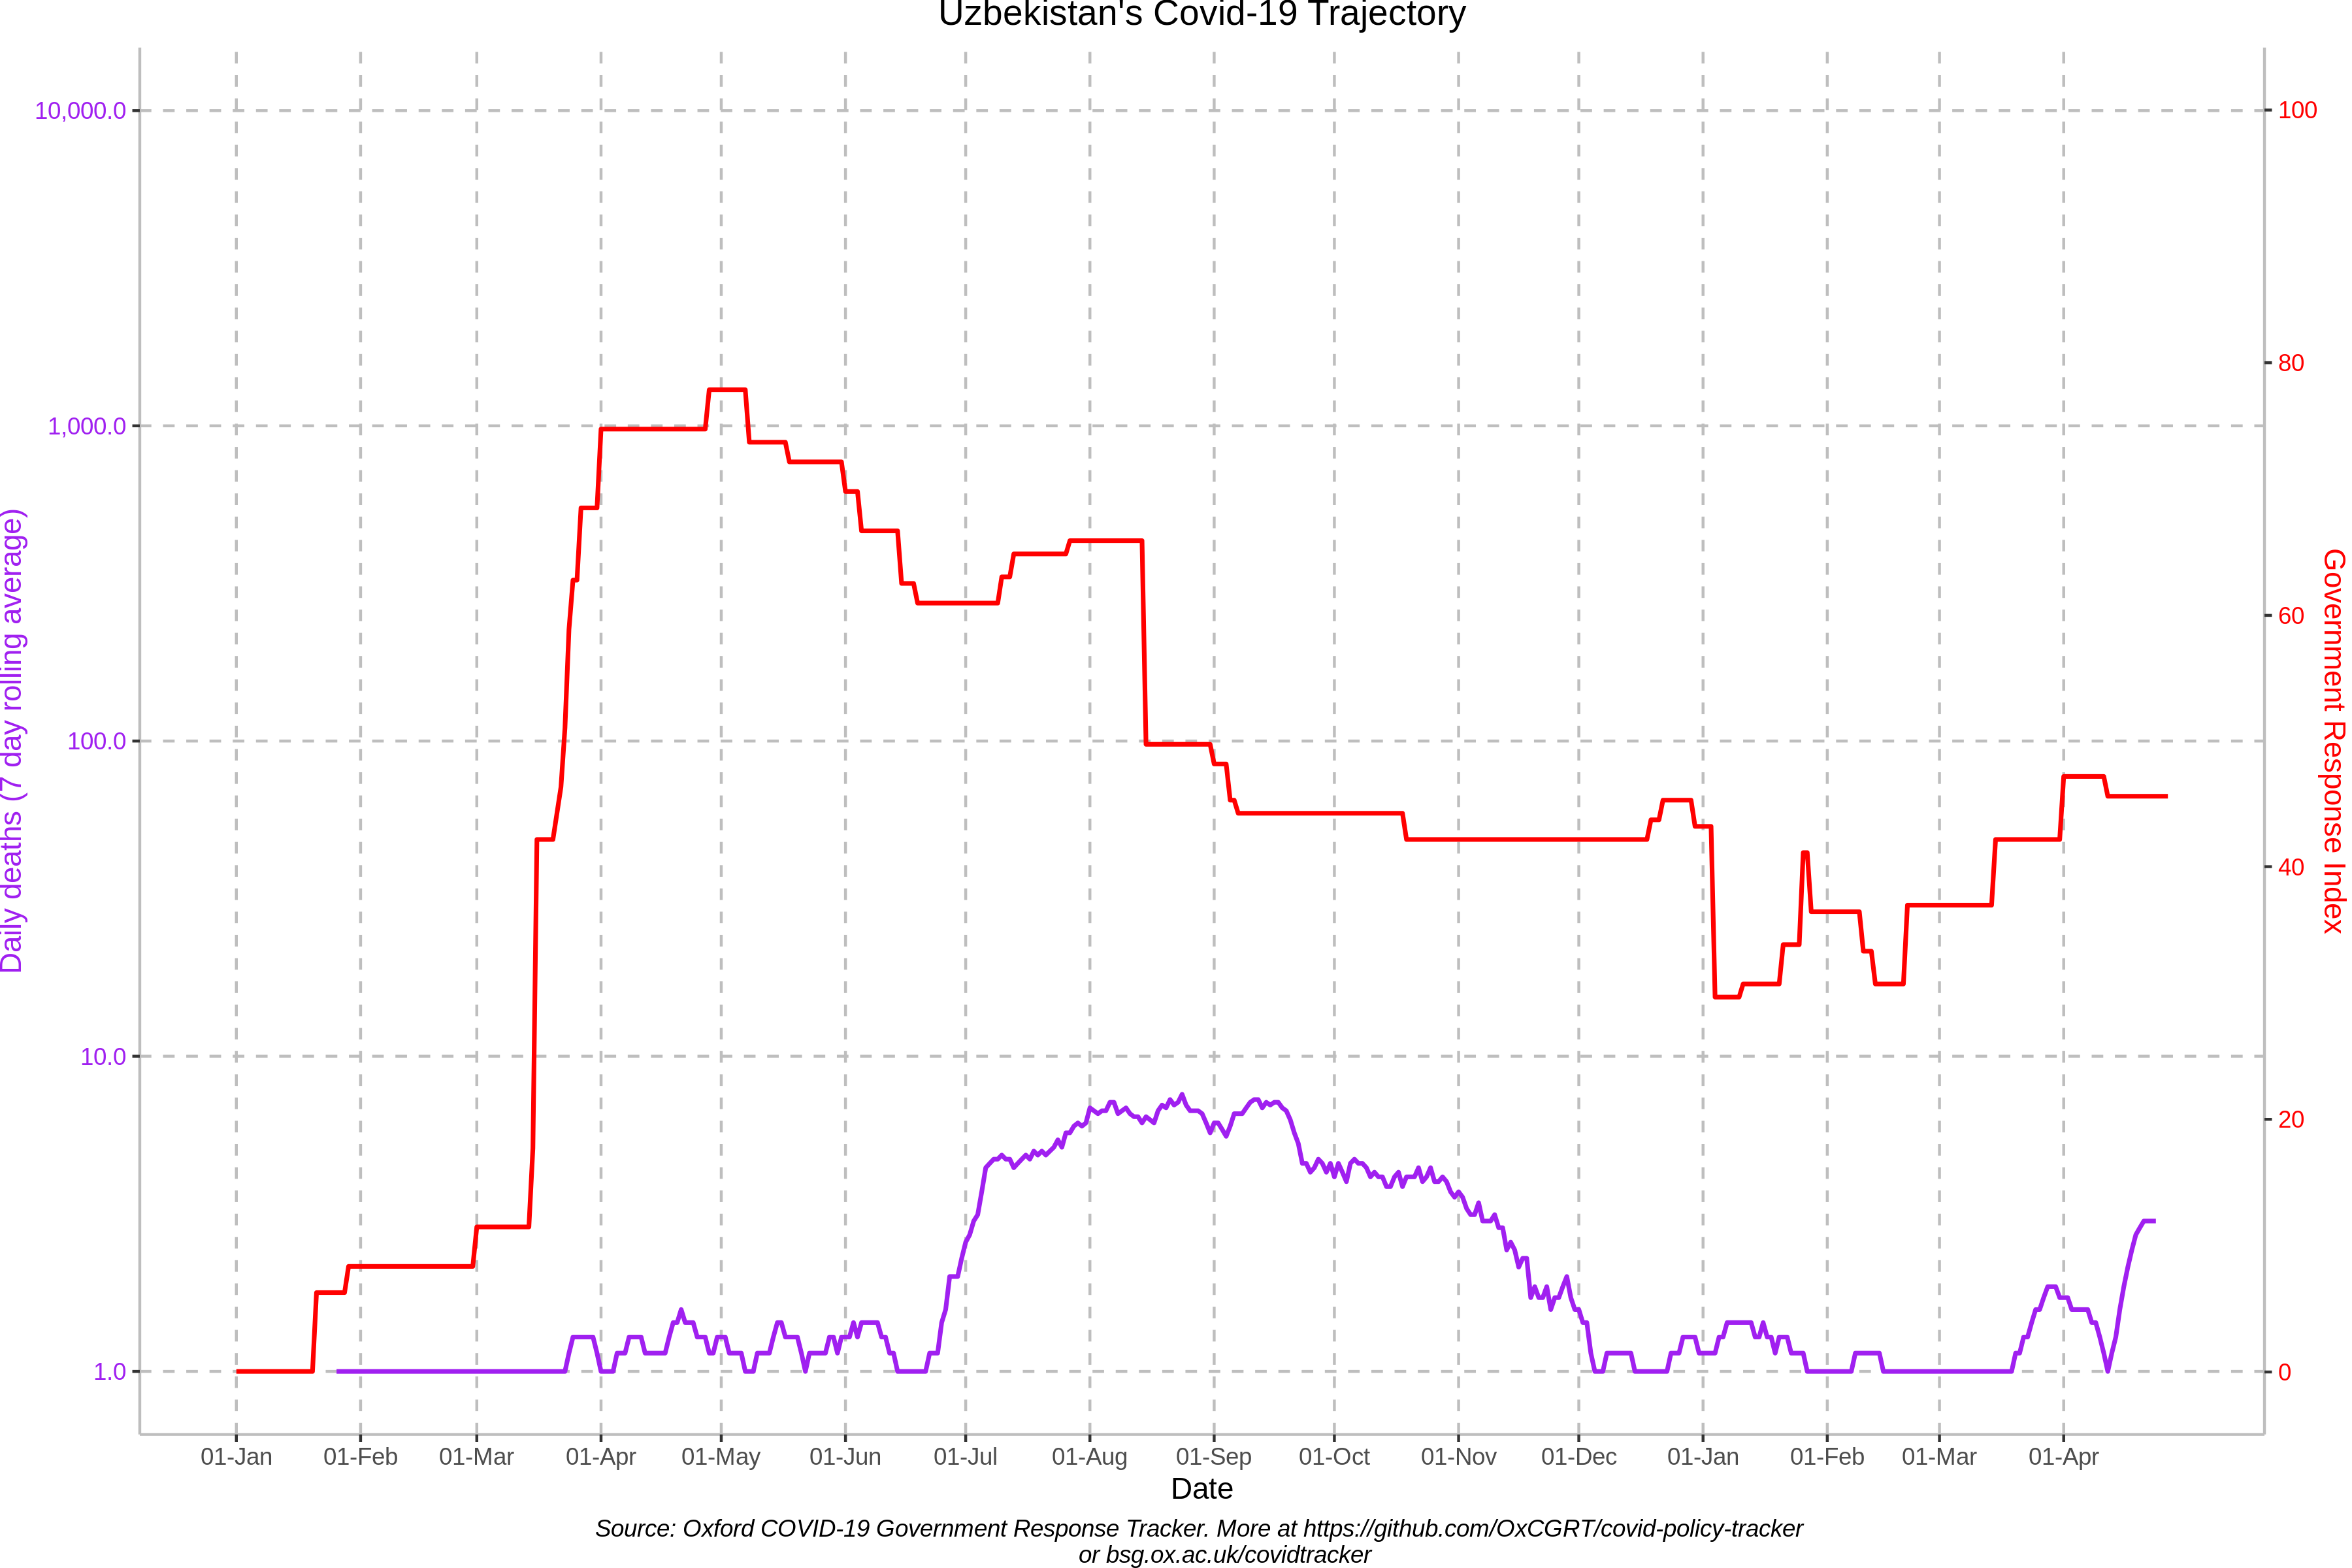 Uzbekistan's Covid-19 Trajectory
10,000.0
1,000.0
100.0
10.0
1.0
Daily deaths (7 day rolling average)
100
80
60
40
20
0
Government Response Index
01-Jan 01-Feb 01-Mar 01-Apr 01-May 01-Jun 01-Jul 01-Aug 01-Sep 01-Oct 01-Nov 01-Dec 01-Jan 01-Feb 01-Mar 01-Apr
Date
Source: Oxford COVID-19 Government Response Tracker. More at https://github.com/OxCGRT/covid-policy-tracker
or bsg.ox.ac.uk/covidtracker